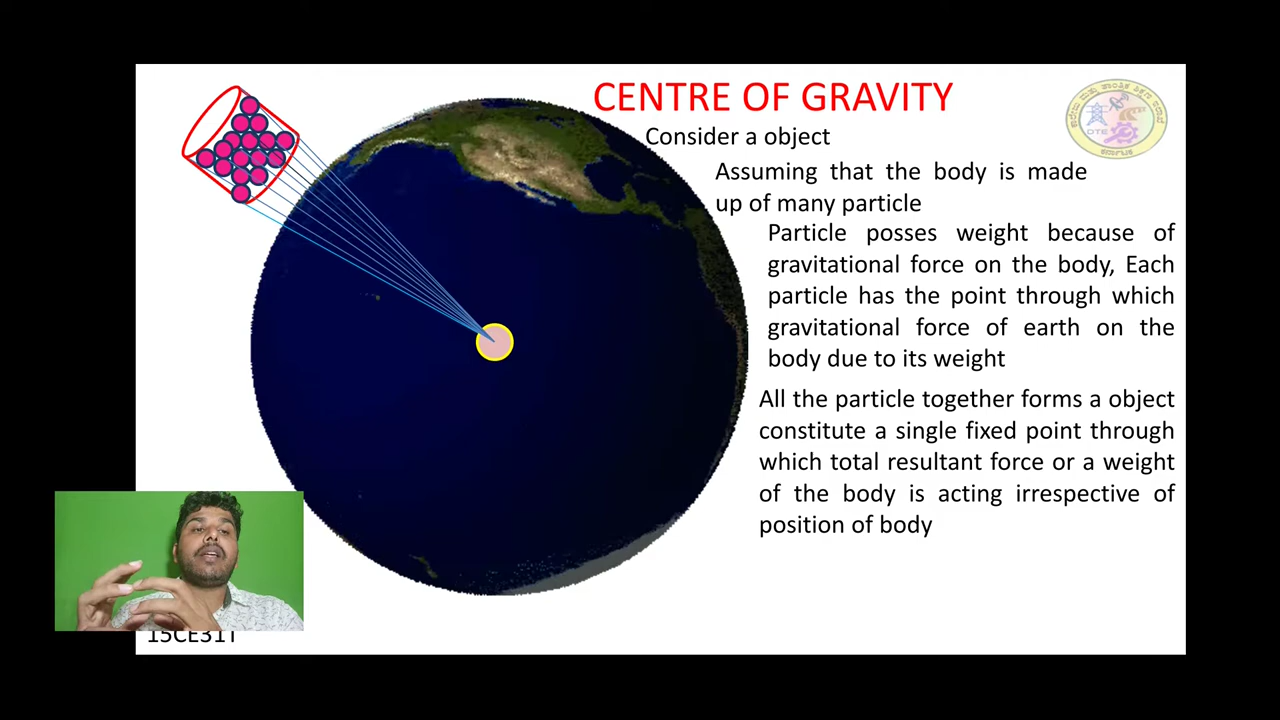 CENTRE OF GRAVITY
Consider a object
Assuming that the body is made
up of many particle
Particle posses weight because of
gravitational force on the body, Each
particle has the point through which
gravitational force of earth on the
body due to its weight
All the particle together forms a object
constitute a single fixed point through
which total resultant force or a weight
of the body is acting irrespective of
position of body
DTE
15CE31T